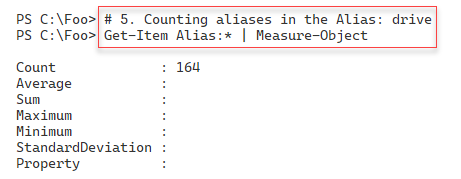 PS C:\Foo> # 5. Counting aliases in the Alias: drive
PS C:\Foo> Get-Item Alias:* | Measure-Object
Count             : 164
Average           :
Sum               :
Maximum           :
Minimum           :
StandardDeviation :
Property          :